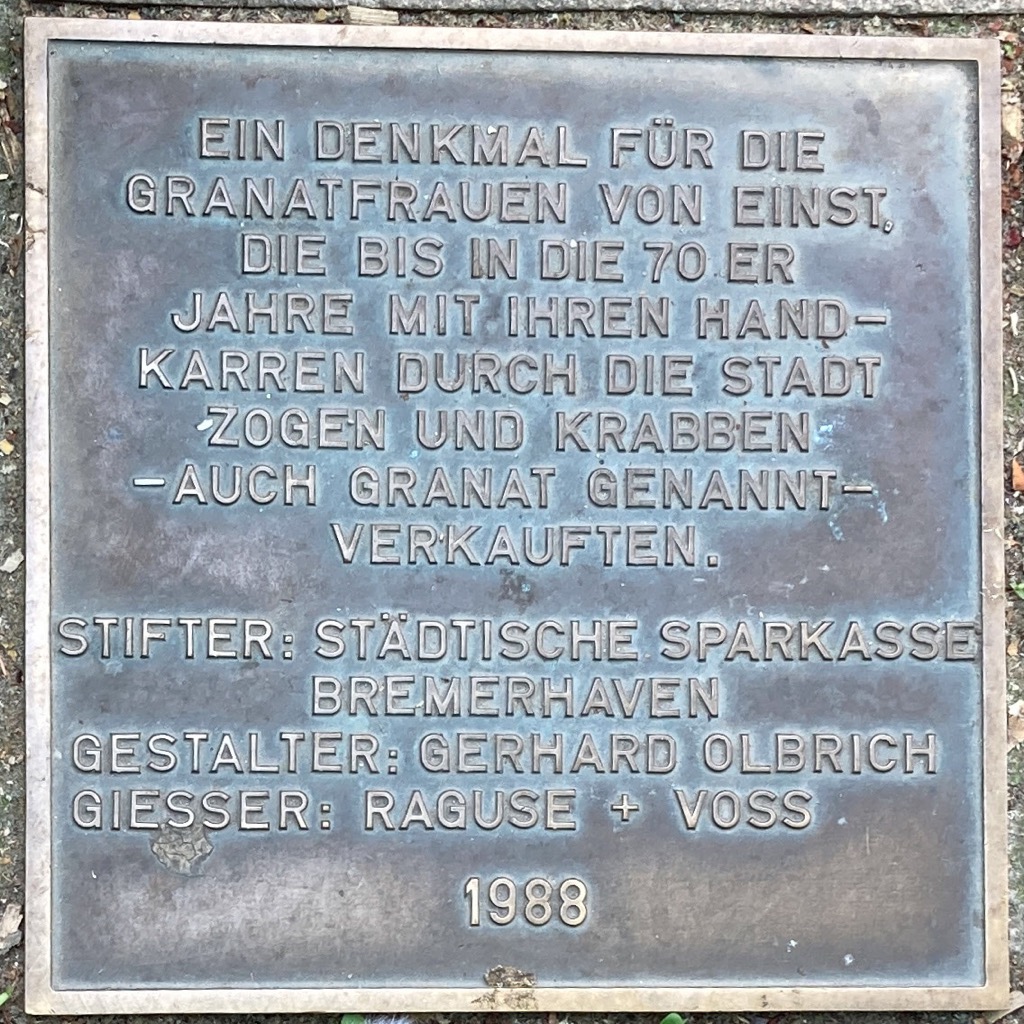 EIN DENKMAL FÜR DIE
GRANATFRAUEN VON EINST,
DIE BIS IN DIE 70 ER
JAHRE MIT IHREN HAND-
KARREN DURCH DIE STADT
ZOGEN UND KRABBEN
-AUCH GRANAT GENANNT-
VERKAUFTEN.
STIFTER: STÄDTISCHE SPARKASSE
BREMERHAVEN
GESTALTER: GERHARD OLBRICH
GIESSER: RAGUSE + VOSS
1988